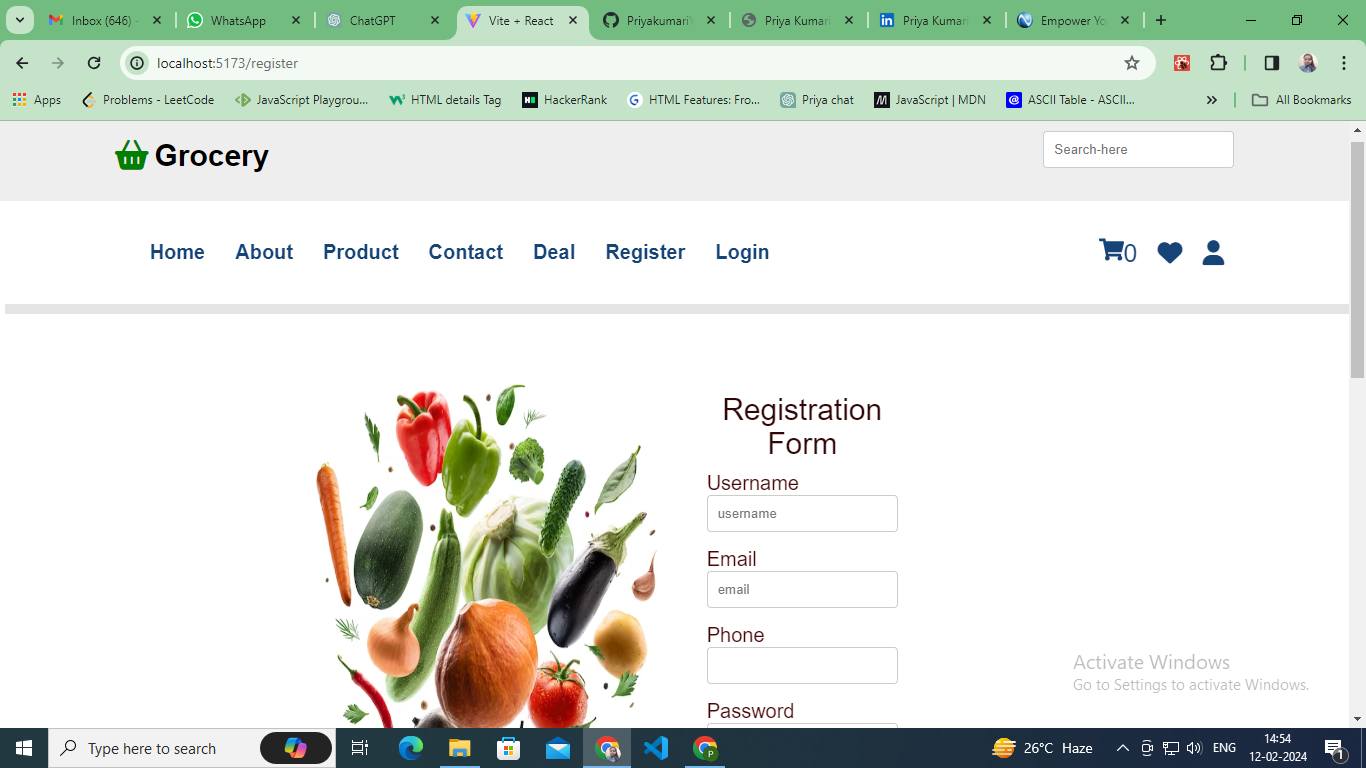 Inbox (646) -
WhatsApp
ChatGPT
Vite + React
Priyakumari
Priya Kumari
Priya Kumari
Empower Yo
localhost:5173/register
Apps
Problems - LeetCode
JavaScript Playgrou...
HTML details Tag
HackerRank
HTML Features: Fro...
Priya chat
JavaScript | MDN
ASCII Table - ASCII...
»
All Bookmarks
Grocery
Search-here
Home
About
Product
Contact
Deal
Register
Login
0
Registration
Form
Username
username
Email
email
Phone
Password
Activate Windows
Go to Settings to activate Windows.
Type here to search
26°C Haze
ENG
14:54
12-02-2024
1